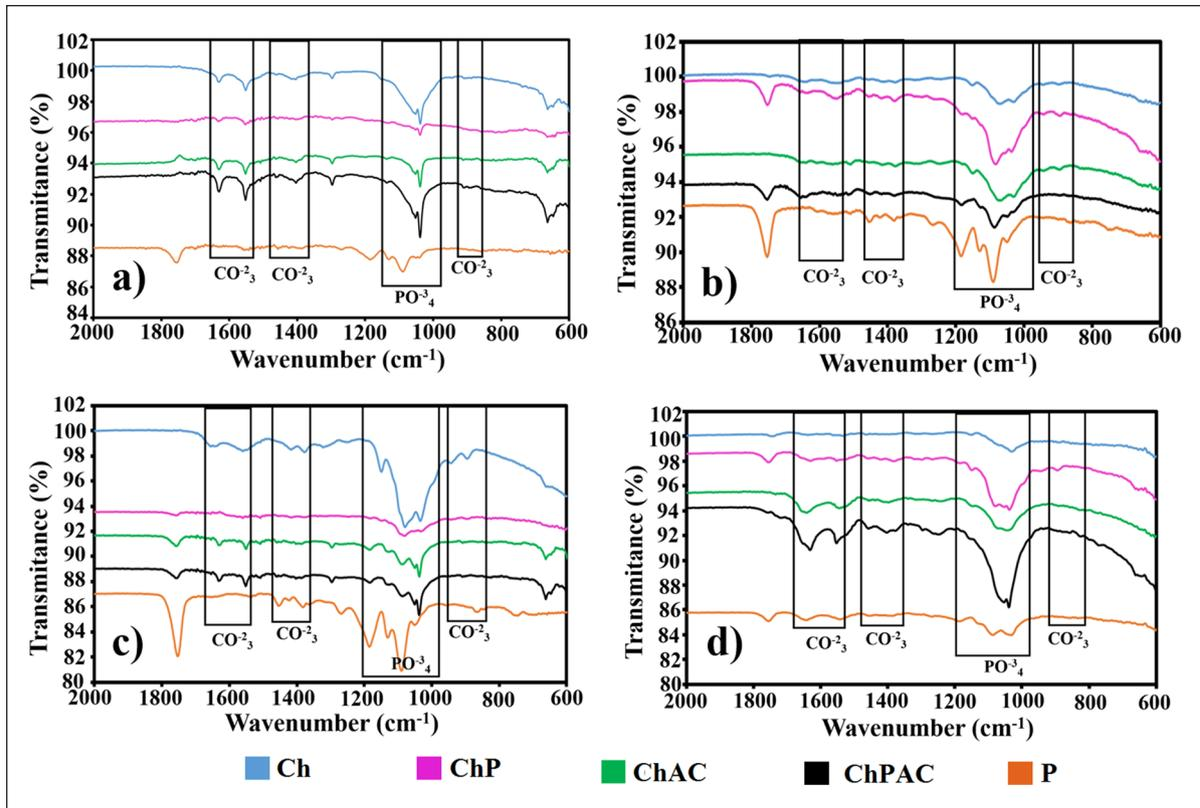 102
100
98
96
94
92
90
88
86
84
Transmitance (%)
a)
CO⁻²₃
CO⁻²₃
PO⁻³₄
CO⁻²₃
2000 1800 1600 1400 1200 1000 800 600
Wavenumber (cm⁻¹)
102
100
98
96
94
92
90
88
86
Transmitance (%)
b)
CO⁻²₃
CO⁻²₃
PO⁻³₄
CO⁻²₃
2000 1800 1600 1400 1200 1000 800 600
Wavenumber (cm⁻¹)
102
100
98
96
94
92
90
88
86
84
82
80
Transmitance (%)
c)
CO⁻²₃
CO⁻²₃
PO⁻³₄
CO⁻²₃
2000 1800 1600 1400 1200 1000 800 600
Wavenumber (cm⁻¹)
102
100
98
96
94
92
90
88
86
84
82
80
Transmitance (%)
d)
CO⁻²₃
CO⁻²₃
PO⁻³₄
CO⁻²₃
2000 1800 1600 1400 1200 1000 800 600
Wavenumber (cm⁻¹)
Ch ChP ChAC ChPAC P